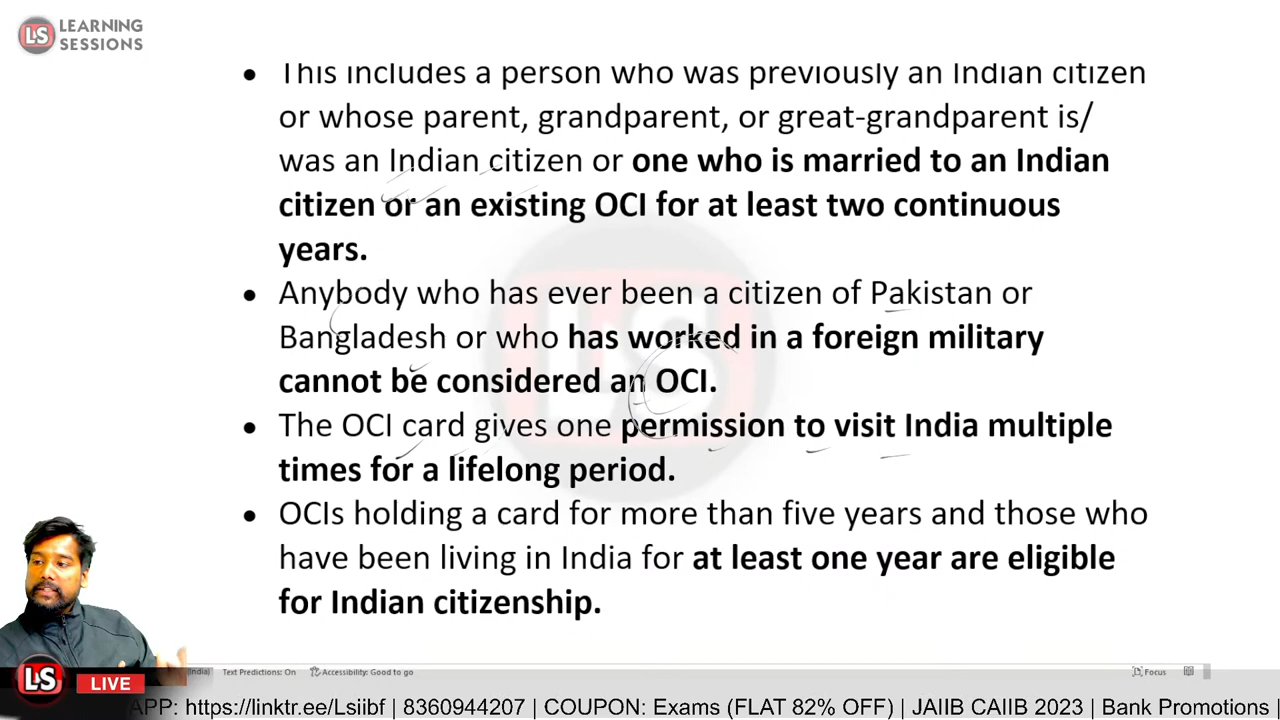 LS LEARNING
SESSIONS
• This includes a person who was previously an Indian citizen
or whose parent, grandparent, or great-grandparent is/
was an Indian citizen or one who is married to an Indian
citizen or an existing OCI for at least two continuous
years.
• Anybody who has ever been a citizen of Pakistan or
Bangladesh or who has worked in a foreign military
cannot be considered an OCI.
• The OCI card gives one permission to visit India multiple
times for a lifelong period.
• OCIs holding a card for more than five years and those who
have been living in India for at least one year are eligible
for Indian citizenship.
LS
(India) Text Predictions: On Accessibility: Good to go Focus
LS LIVE
APP: https://linktr.ee/Lsiibf | 8360944207 | COUPON: Exams (FLAT 82% OFF) | JAIIB CAIIB 2023 | Bank Promotions |